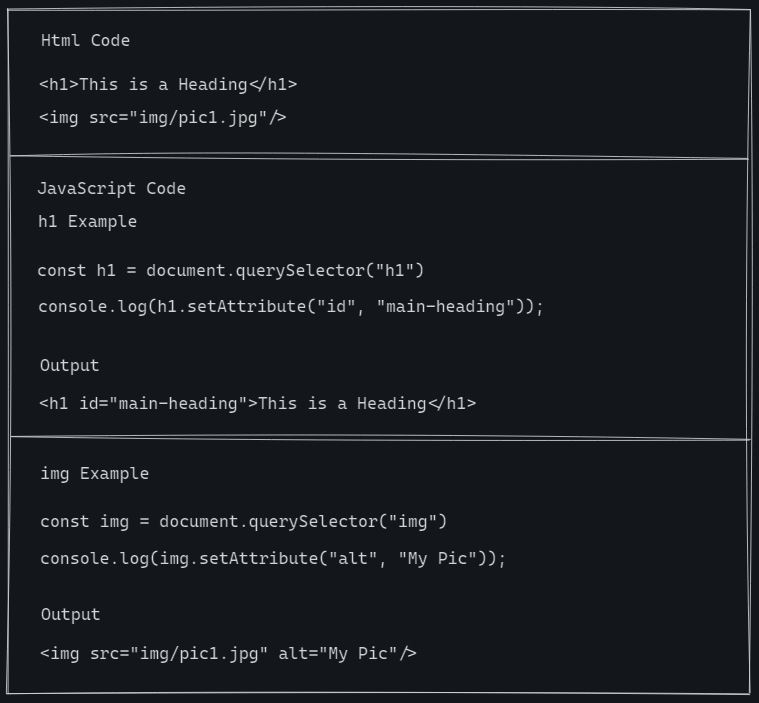 Html Code
<h1>This is a Heading</h1>
<img src="img/pic1.jpg"/>
JavaScript Code
h1 Example
const h1 = document.querySelector("h1")
console.log(h1.setAttribute("id", "main-heading"));
Output
<h1 id="main-heading">This is a Heading</h1>
img Example
const img = document.querySelector("img")
console.log(img.setAttribute("alt", "My Pic"));
Output
<img src="img/pic1.jpg" alt="My Pic"/>